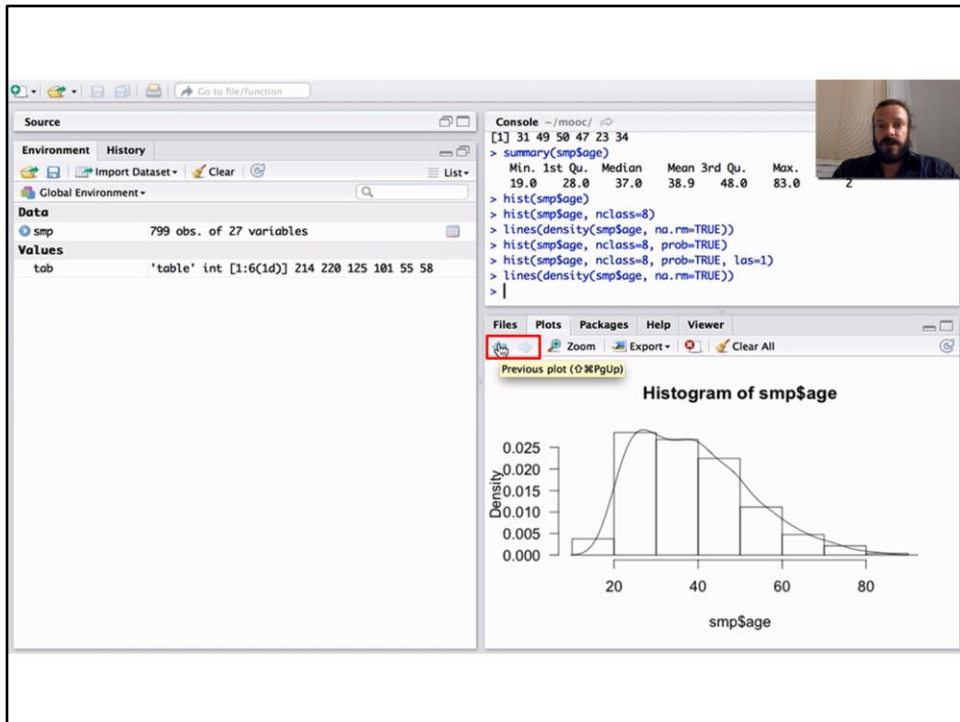 Go to file/function
Source
Environment History
Import Dataset Clear List
Global Environment
Data
smp 799 obs. of 27 variables
Values
tab 'table' int [1:6(1d)] 214 220 125 101 55 58
Console ~/mooc/
[1] 31 49 50 47 23 34
> summary(smp$age)
Min. 1st Qu. Median Mean 3rd Qu. Max.
19.0 28.0 37.0 38.9 48.0 83.0 2
> hist(smp$age)
> hist(smp$age, nclass=8)
> lines(density(smp$age, na.rm=TRUE))
> hist(smp$age, nclass=8, prob=TRUE)
> hist(smp$age, nclass=8, prob=TRUE, las=1)
> lines(density(smp$age, na.rm=TRUE))
>
Files Plots Packages Help Viewer
Zoom Export Clear All
Previous plot (⇧⌘PgUp)
Histogram of smp$age
Density
0.025
0.020
0.015
0.010
0.005
0.000
20 40 60 80
smp$age